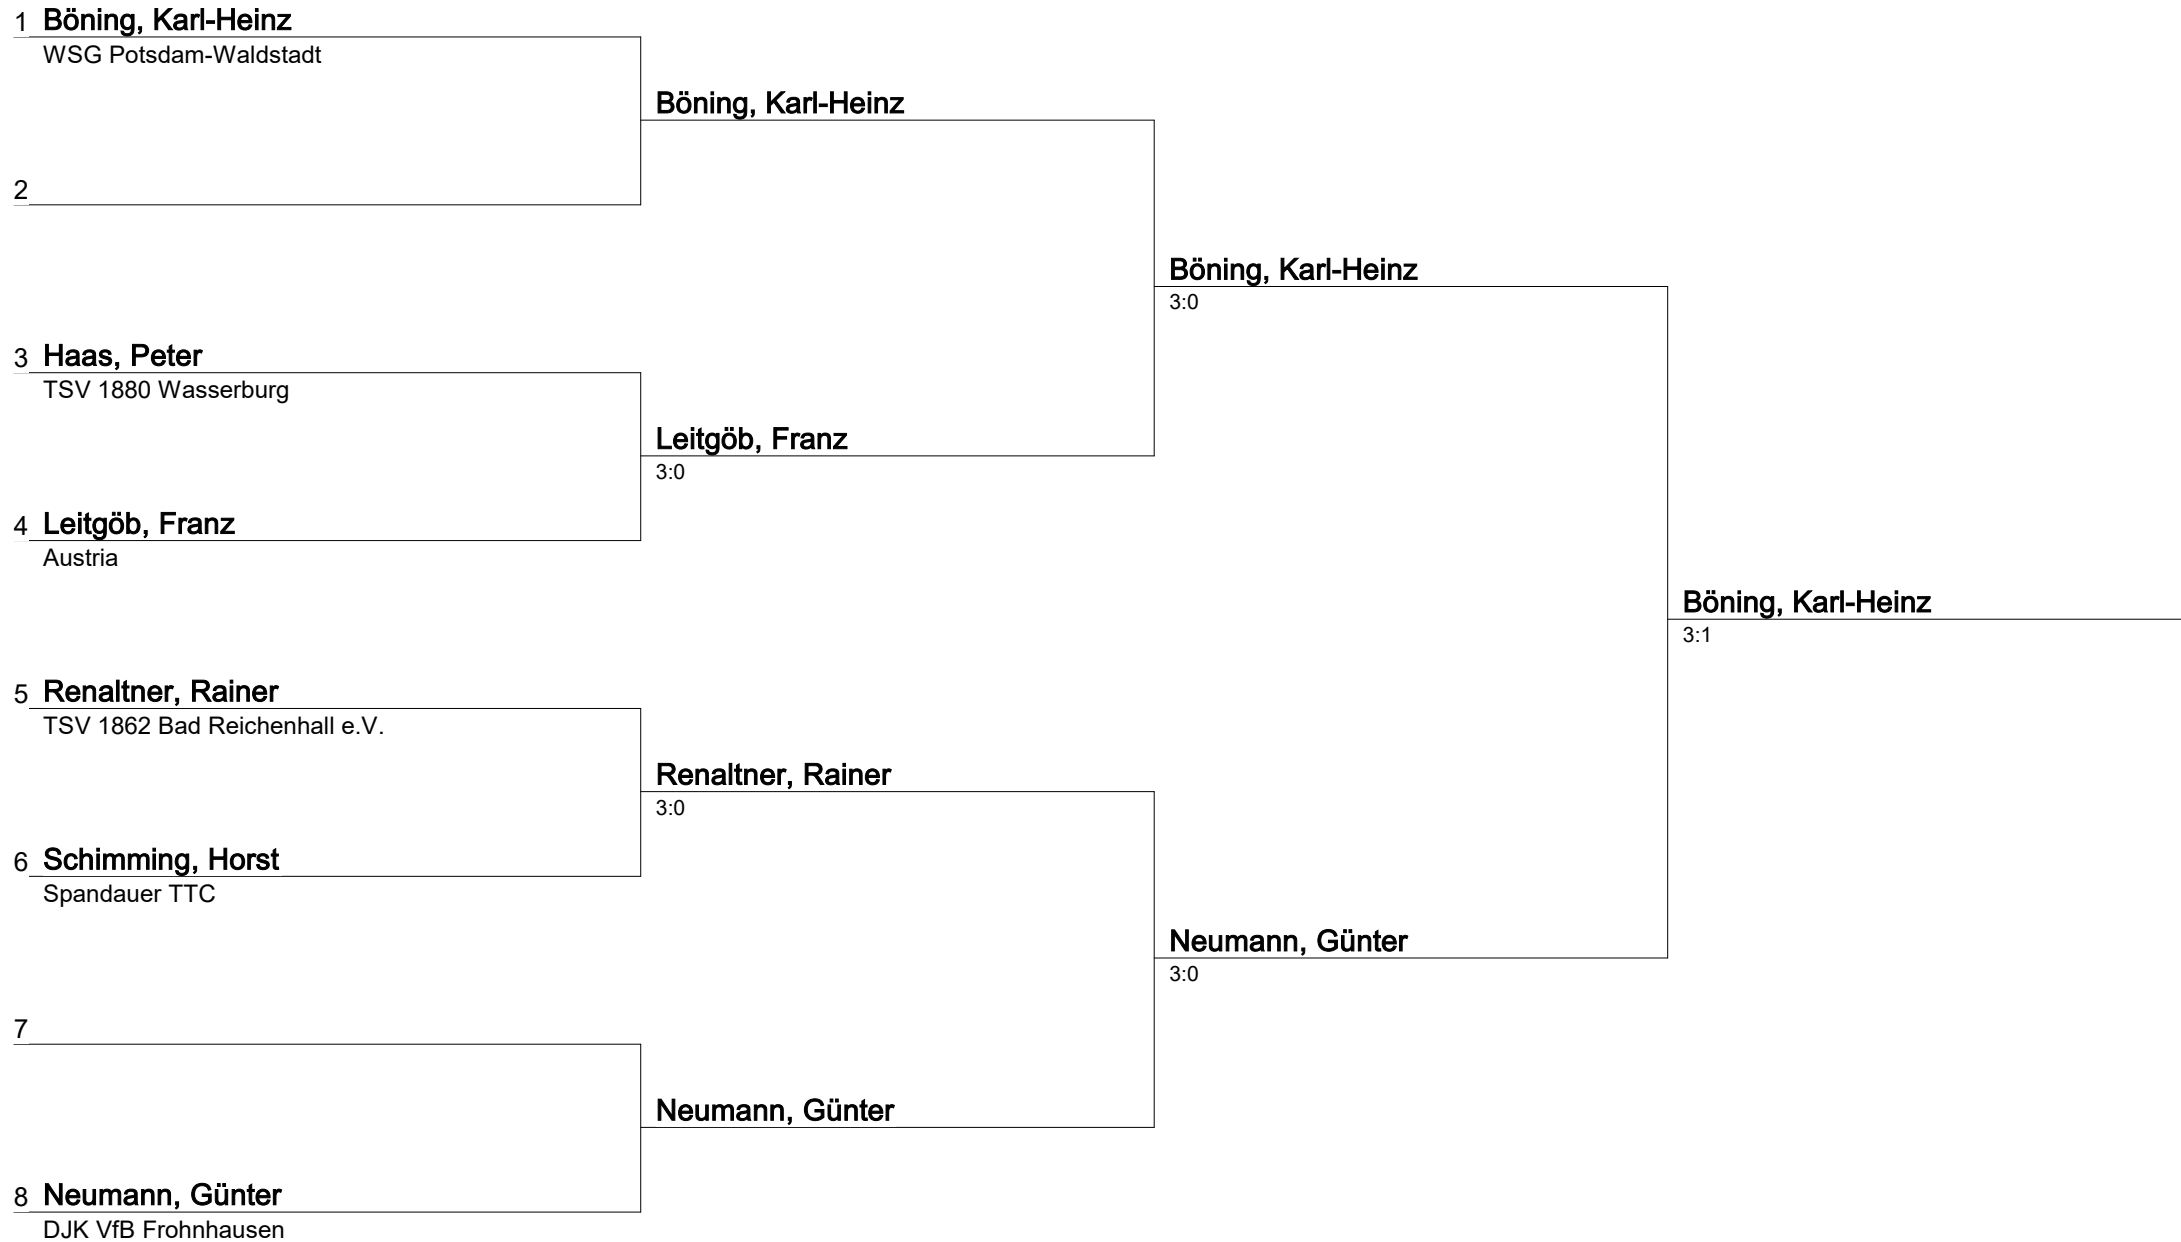 1 Böning, Karl-Heinz
WSG Potsdam-Waldstadt
Böning, Karl-Heinz
2
Böning, Karl-Heinz
3:0
3 Haas, Peter
TSV 1880 Wasserburg
Leitgöb, Franz
3:0
4 Leitgöb, Franz
Austria
Böning, Karl-Heinz
3:1
5 Renaltner, Rainer
TSV 1862 Bad Reichenhall e.V.
Renaltner, Rainer
3:0
6 Schimming, Horst
Spandauer TTC
Neumann, Günter
3:0
7
Neumann, Günter
8 Neumann, Günter
DJK VfB Frohnhausen